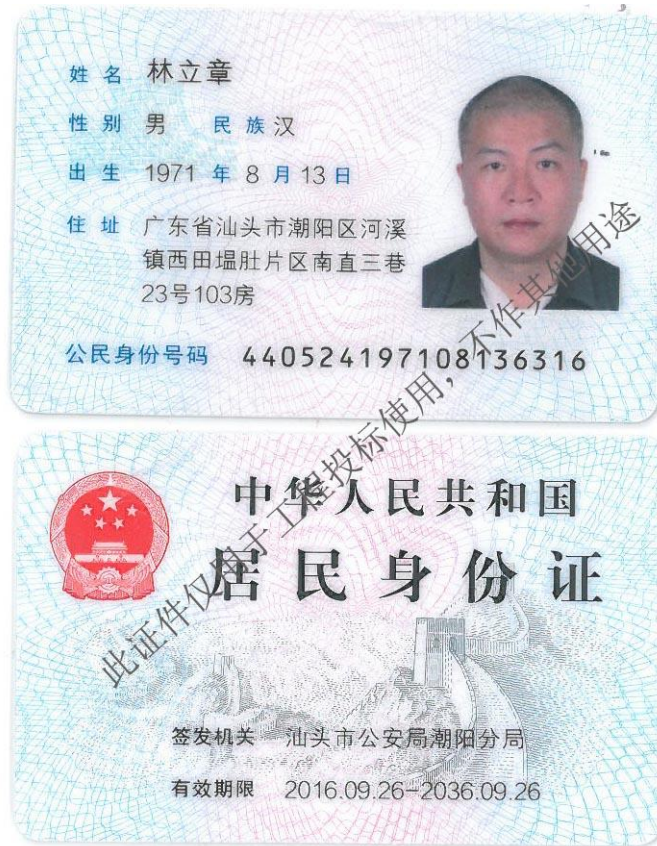 姓名 林立章
性别 男 民族 汉
出生 1971 年 8 月 13 日
住址 广东省汕头市潮阳区河溪
镇西田塭肚片区南直三巷
23号103房
公民身份号码 440524197108136316
中华人民共和国
居民身份证
签发机关 汕头市公安局潮阳分局
有效期限 2016.09.26-2036.09.26
此证件仅用于工程投标使用，不作其他用途